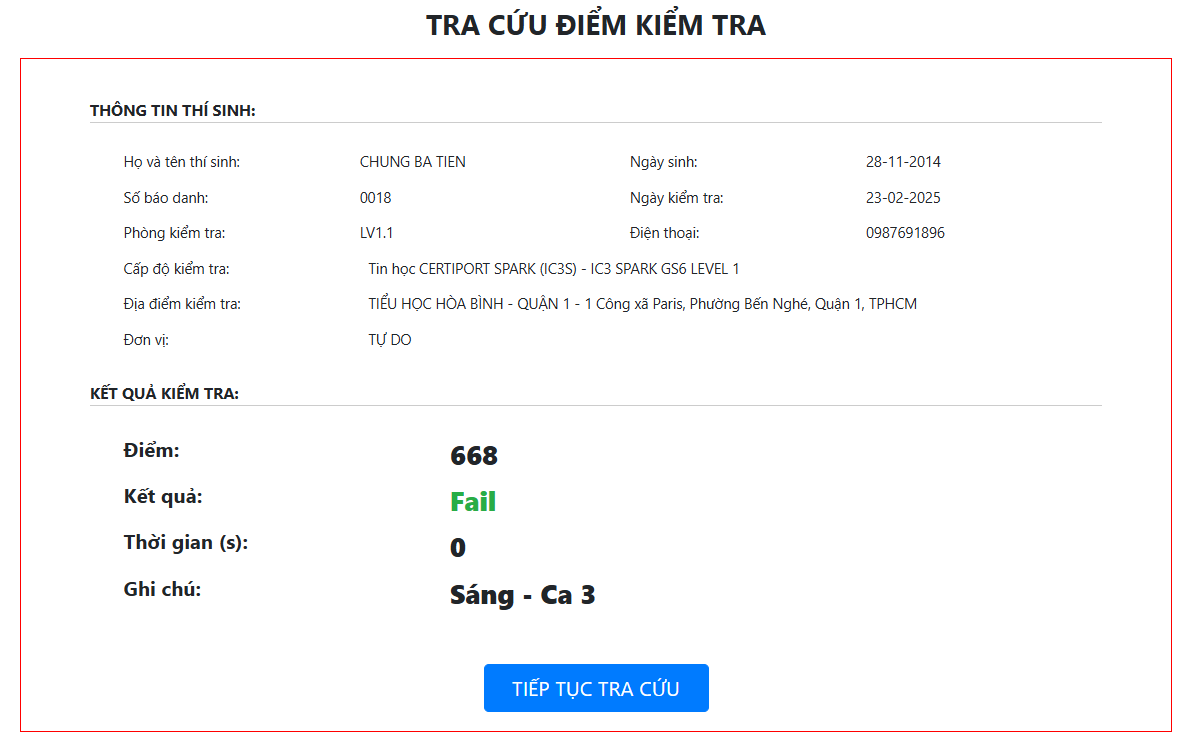 TRA CỨU ĐIỂM KIỂM TRA
THÔNG TIN THÍ SINH:
Họ và tên thí sinh: CHUNG BA TIEN Ngày sinh: 28-11-2014
Số báo danh: 0018 Ngày kiểm tra: 23-02-2025
Phòng kiểm tra: LV1.1 Điện thoại: 0987691896
Cấp độ kiểm tra: Tin học CERTIPORT SPARK (IC3S) - IC3 SPARK GS6 LEVEL 1
Địa điểm kiểm tra: TIỂU HỌC HÒA BÌNH - QUẬN 1 - 1 Công xã Paris, Phường Bến Nghé, Quận 1, TPHCM
Đơn vị: TỰ DO
KẾT QUẢ KIỂM TRA:
Điểm: 668
Kết quả: Fail
Thời gian (s): 0
Ghi chú: Sáng - Ca 3
TIẾP TỤC TRA CỨU